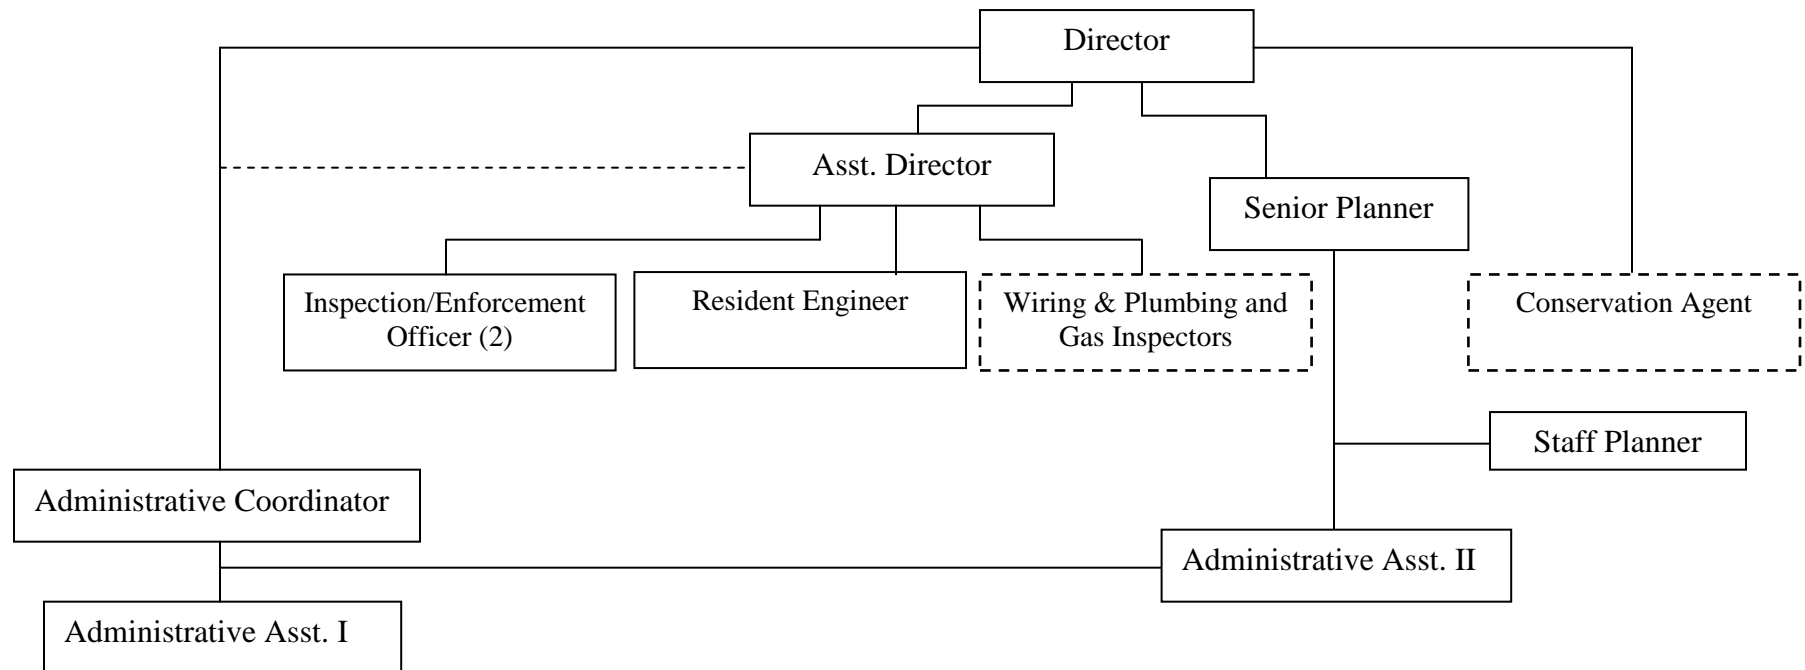 Director
Asst. Director
Senior Planner
Inspection/Enforcement
Officer (2)
Resident Engineer
Wiring & Plumbing and
Gas Inspectors
Conservation Agent
Staff Planner
Administrative Coordinator
Administrative Asst. II
Administrative Asst. I